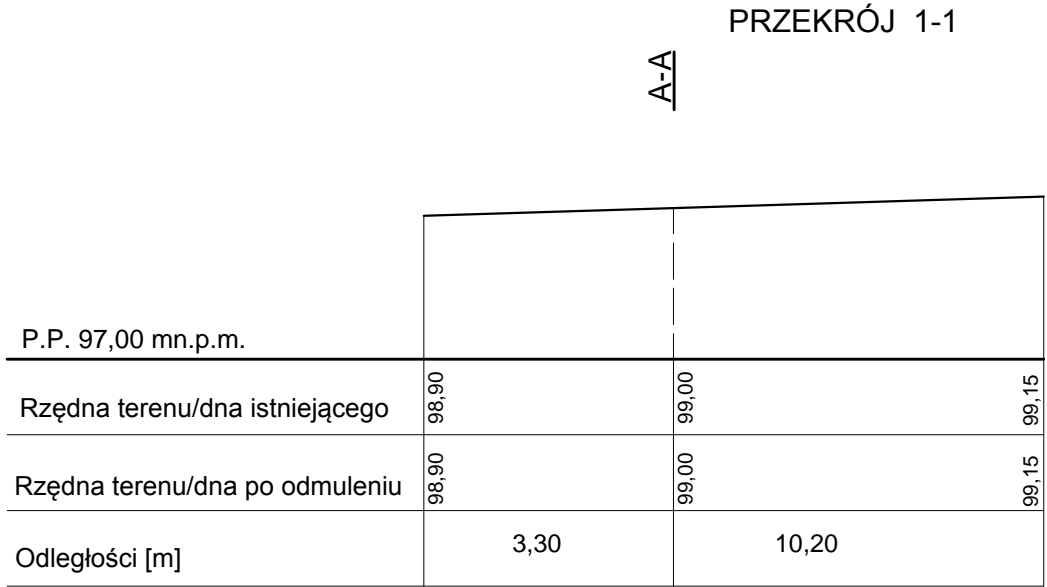 PRZEKRÓJ 1-1
A-A
P.P. 97,00 mn.p.m.
Rzędna terenu/dna istniejącego 98,90 99,00 99,15
Rzędna terenu/dna po odmuleniu 98,90 99,00 99,15
Odległości [m] 3,30 10,20